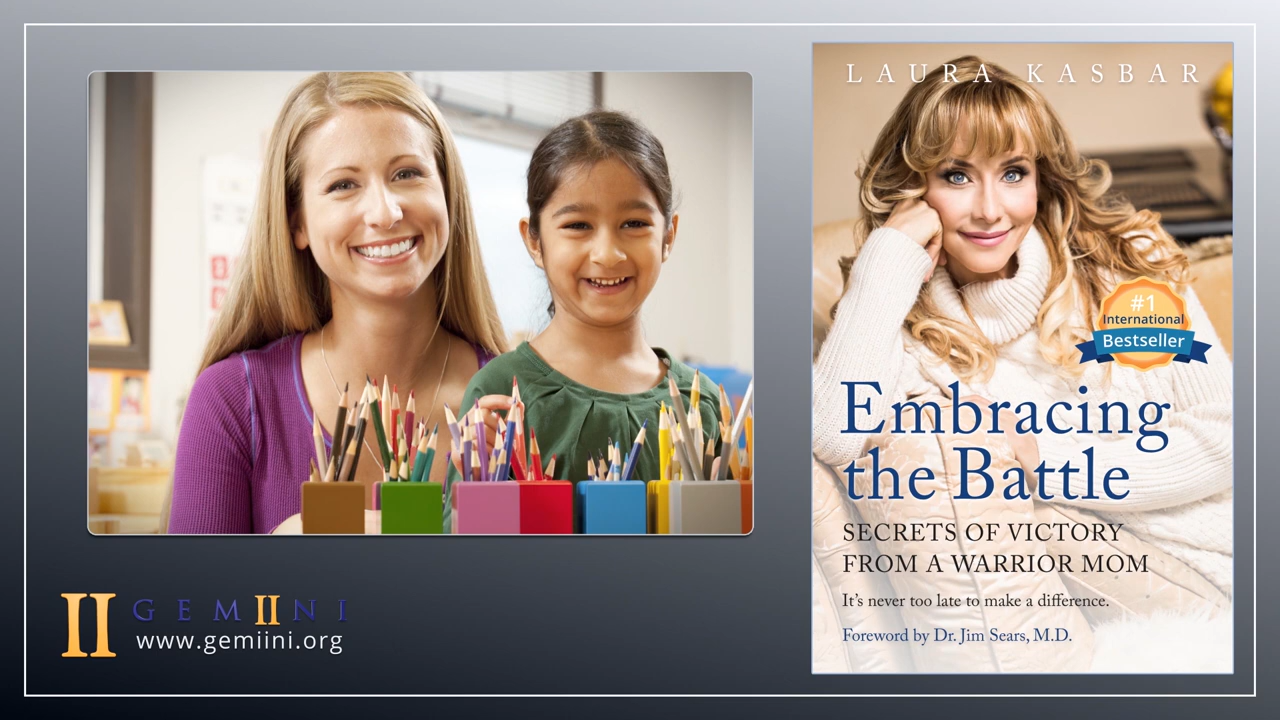 LAURA KASBAR
#1
International
Bestseller
Embracing
the Battle
SECRETS OF VICTORY
FROM A WARRIOR MOM
It's never too late to make a difference.
Foreword by Dr. Jim Sears, M.D.
II GEMIINI
www.gemiini.org